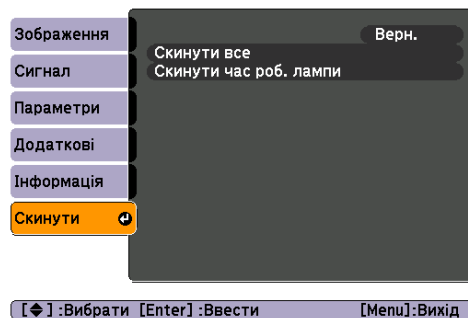 Зображення
Сигнал
Параметри
Додаткові
Інформація
Скинути
Верн.
Скинути все
Скинути час роб. лампи
[◆] :Вибрати [Enter] :Ввести [Menu]:Вихід